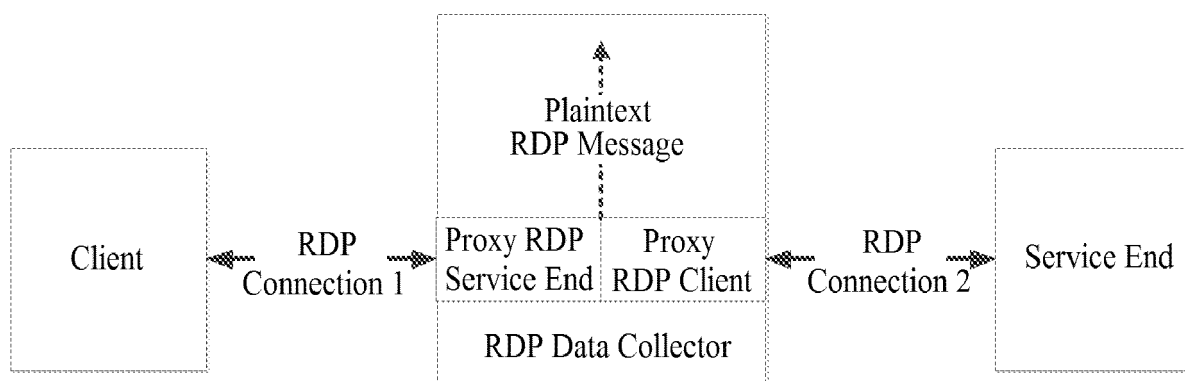 Plaintext
RDP Message
Client
RDP
Connection 1
Proxy RDP
Service End
Proxy
RDP Client
RDP
Connection 2
Service End
RDP Data Collector